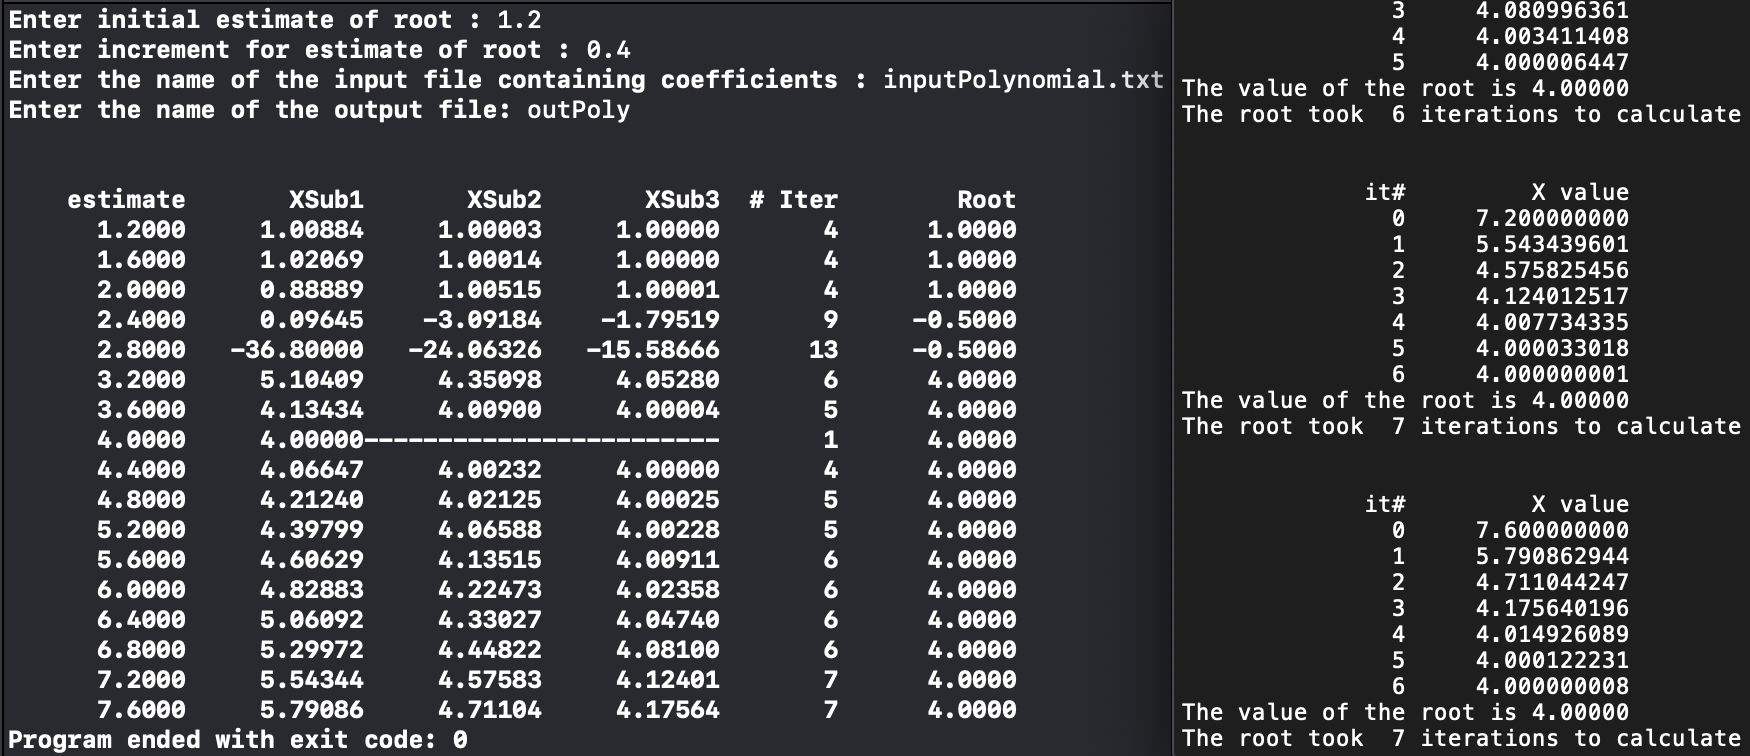 Enter initial estimate of root : 1.2
Enter increment for estimate of root : 0.4
Enter the name of the input file containing coefficients : inputPolynomial.txt
Enter the name of the output file: outPoly
estimate XSub1 XSub2 XSub3 # Iter Root
1.2000 1.00884 1.00003 1.00000 4 1.0000
1.6000 1.02069 1.00014 1.00000 4 1.0000
2.0000 0.88889 1.00515 1.00001 4 1.0000
2.4000 0.09645 -3.09184 -1.79519 9 -0.5000
2.8000 -36.80000 -24.06326 -15.58666 13 -0.5000
3.2000 5.10409 4.35098 4.05280 6 4.0000
3.6000 4.13434 4.00900 4.00004 5 4.0000
4.0000 4.00000------------------------ 1 4.0000
4.4000 4.06647 4.00232 4.00000 4 4.0000
4.8000 4.21240 4.02125 4.00025 5 4.0000
5.2000 4.39799 4.06588 4.00228 5 4.0000
5.6000 4.60629 4.13515 4.00911 6 4.0000
6.0000 4.82883 4.22473 4.02358 6 4.0000
6.4000 5.06092 4.33027 4.04740 6 4.0000
6.8000 5.29972 4.44822 4.08100 6 4.0000
7.2000 5.54344 4.57583 4.12401 7 4.0000
7.6000 5.79086 4.71104 4.17564 7 4.0000
Program ended with exit code: 0
3 4.080996361
4 4.003411408
5 4.000006447
The value of the root is 4.00000
The root took 6 iterations to calculate
it# X value
0 7.200000000
1 5.543439601
2 4.575825456
3 4.124012517
4 4.007734335
5 4.000033018
6 4.000000001
The value of the root is 4.00000
The root took 7 iterations to calculate
it# X value
0 7.600000000
1 5.790862944
2 4.711044247
3 4.175640196
4 4.014926089
5 4.000122231
6 4.000000008
The value of the root is 4.00000
The root took 7 iterations to calculate